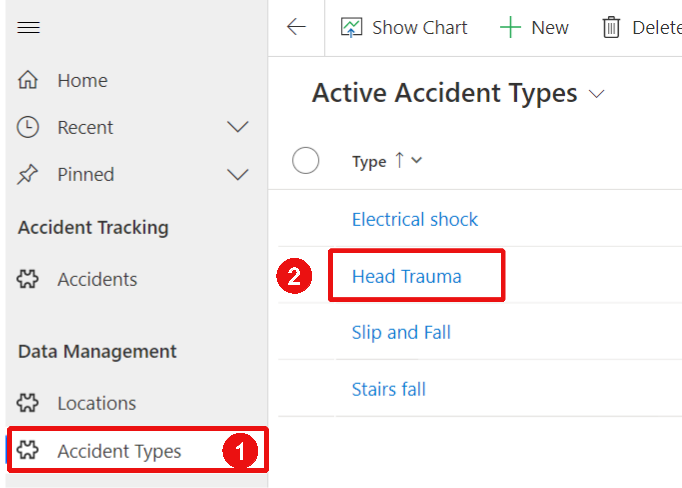 Show Chart
New
Delete
Home
Recent
Pinned
Accident Tracking
Accidents
Data Management
Locations
Accident Types
1
Active Accident Types
Type
Electrical shock
2
Head Trauma
Slip and Fall
Stairs fall